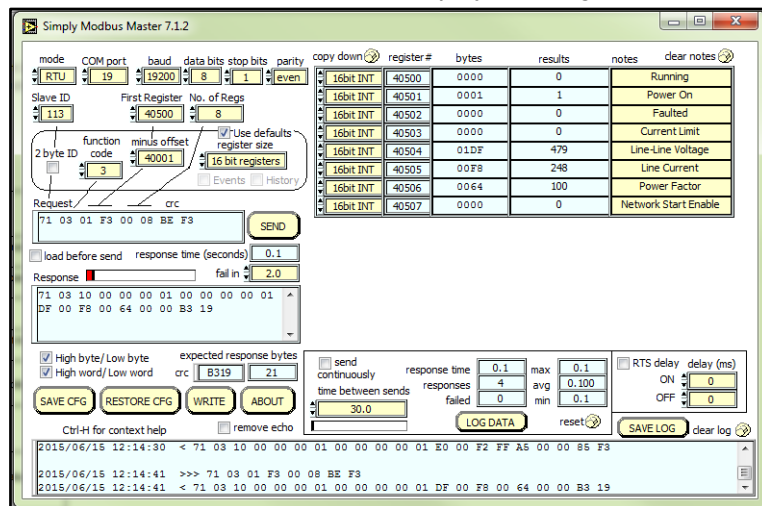 Simply Modbus Master 7.1.2
mode COM port baud data bits stop bits parity
RTU 19 19200 8 1 even
Slave ID First Register No. of Regs
113 40500 8
Use defaults
2 byte ID function code minus offset register size
3 40001 16 bit registers
Events History
Request crc
71 03 01 F3 00 08 BE F3
SEND
load before send response time (seconds) 0.1
Response fail in 2.0
71 03 10 00 00 00 01 00 00 00 00 01
DF 00 F8 00 64 00 00 B3 19
High byte/Low byte expected response bytes
High word/Low word crc B319 21
SAVE CFG RESTORE CFG WRITE ABOUT
Ctrl-H for context help remove echo
copy down register# bytes results notes clear notes
16bit INT 40500 0000 0 Running
16bit INT 40501 0001 1 Power On
16bit INT 40502 0000 0 Faulted
16bit INT 40503 0000 0 Current Limit
16bit INT 40504 01DF 479 Line-Line Voltage
16bit INT 40505 00F8 248 Line Current
16bit INT 40506 0064 100 Power Factor
16bit INT 40507 0000 0 Network Start Enable
send continuously response time 0.1 max 0.1
time between sends responses 4 avg 0.100
30.0 failed 0 min 0.1
LOG DATA reset
RTS delay delay (ms)
ON 0
OFF 0
SAVE LOG clear log
2015/06/15 12:14:30 < 71 03 10 00 00 00 01 00 00 00 00 01 E0 00 F2 FF A5 00 00 85 F3
2015/06/15 12:14:41 >>> 71 03 01 F3 00 08 BE F3
2015/06/15 12:14:41 < 71 03 10 00 00 00 01 00 00 00 00 01 DF 00 F8 00 64 00 00 B3 19